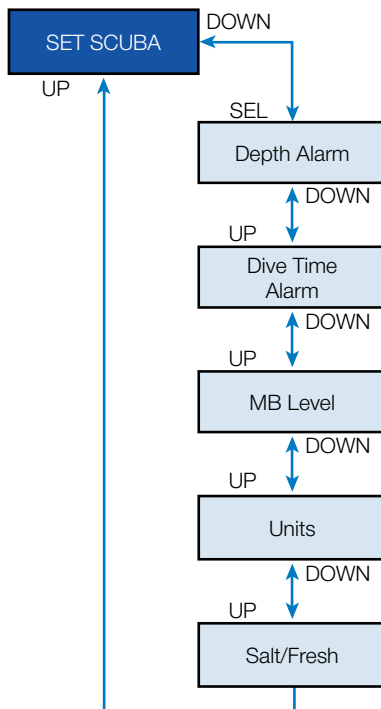 SET SCUBA
DOWN
UP
SEL
Depth Alarm
DOWN
UP
Dive Time
Alarm
DOWN
UP
MB Level
DOWN
UP
Units
DOWN
UP
Salt/Fresh